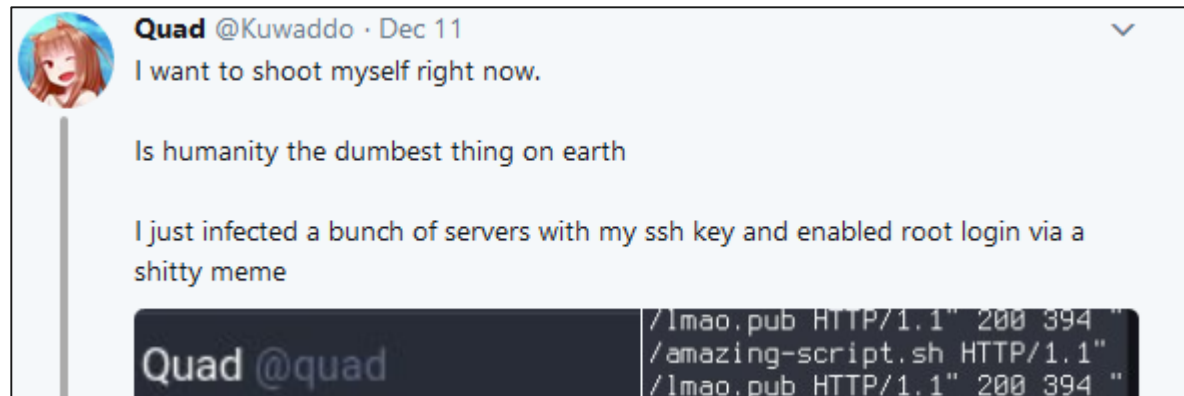 Quad @Kuwaddo · Dec 11
I want to shoot myself right now.
Is humanity the dumbest thing on earth
I just infected a bunch of servers with my ssh key and enabled root login via a
shitty meme
Quad @quad
/lmao.pub HTTP/1.1" 200 394 "
/amazing-script.sh HTTP/1.1"
/lmao.pub HTTP/1.1" 200 394 "